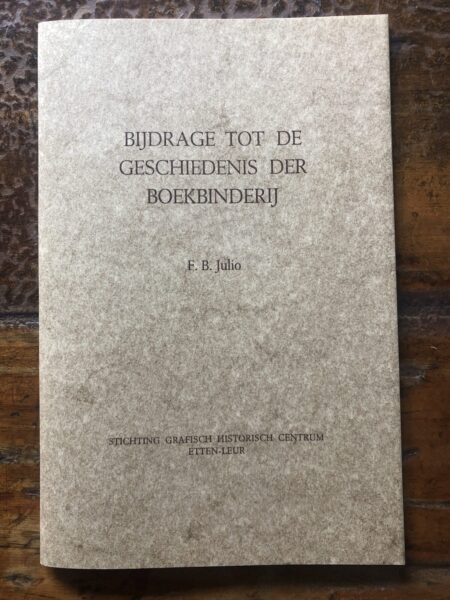 BIJDRAGE TOT DE
GESCHIEDENIS DER
BOEKBINDERIJ
F. B. Julio
STICHTING GRAFISCH HISTORISCH CENTRUM
ETTEN-LEUR